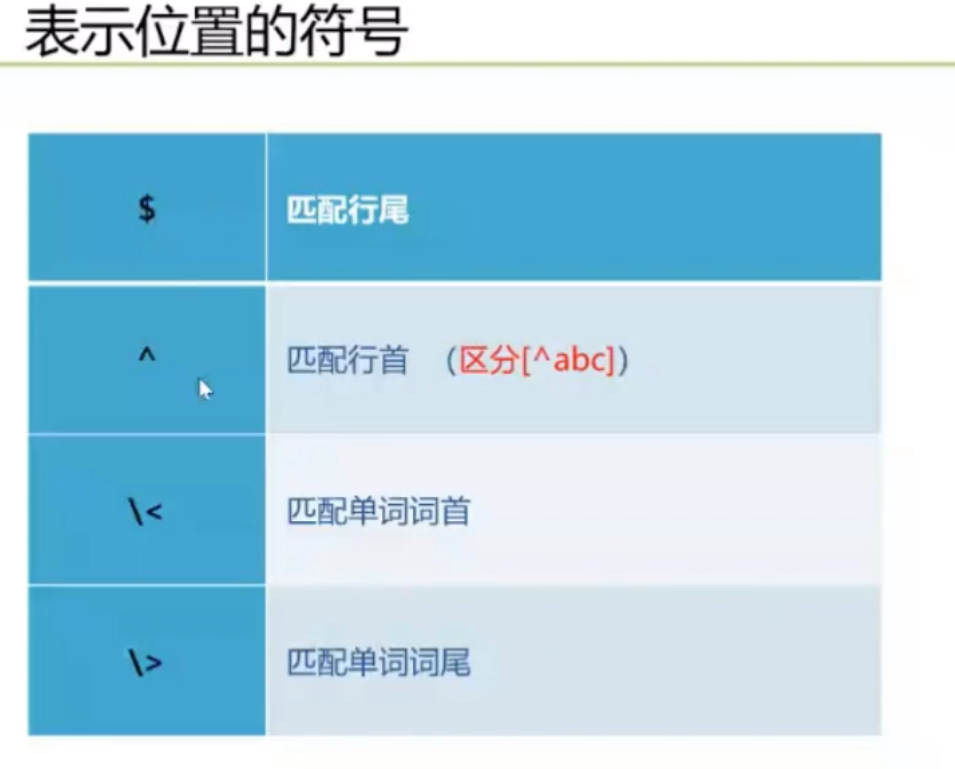 表示位置的符号
$ 匹配行尾
^ 匹配行首 （区分[^abc]）
\< 匹配单词词首
\> 匹配单词词尾